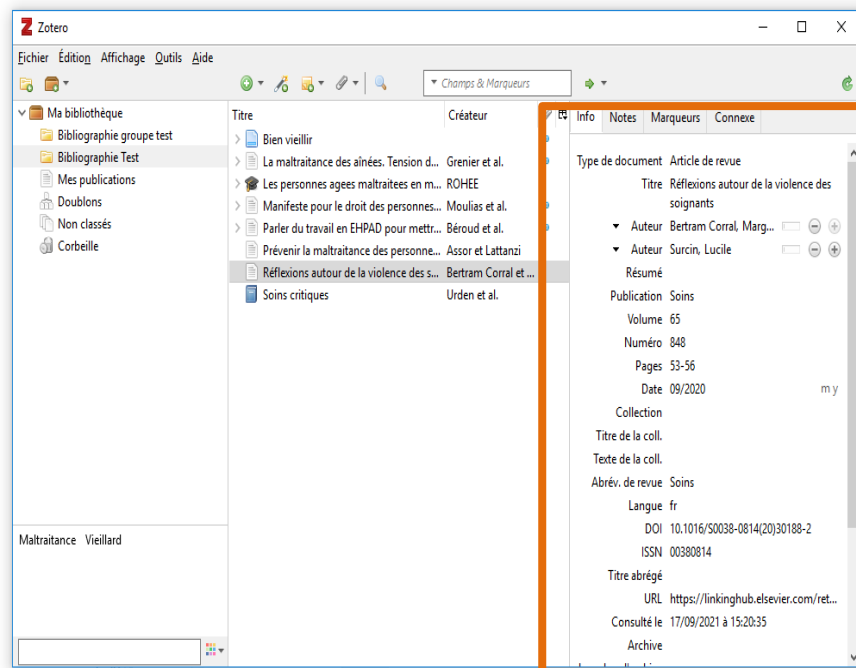 Zotero
Fichier Édition Affichage Outils Aide
Champs & Marqueurs
Ma bibliothèque
Bibliographie groupe test
Bibliographie Test
Mes publications
Doublons
Non classés
Corbeille
Maltraitance Vieillard
Titre Créateur
Bien vieillir
La maltraitance des aînées. Tension d... Grenier et al.
Les personnes agees maltraitees en m... ROHEE
Manifeste pour le droit des personnes... Moulias et al.
Parler du travail en EHPAD pour mettr... Béroud et al.
Prévenir la maltraitance des personne... Assor et Lattanzi
Réflexions autour de la violence des s... Bertram Corral et ...
Soins critiques Urden et al.
Info Notes Marqueurs Connexe
Type de document Article de revue
Titre Réflexions autour de la violence des
soignants
Auteur Bertram Corral, Marg...
Auteur Surcin, Lucile
Résumé
Publication Soins
Volume 65
Numéro 848
Pages 53-56
Date 09/2020 m y
Collection
Titre de la coll.
Texte de la coll.
Abrév. de revue Soins
Langue fr
DOI 10.1016/S0038-0814(20)30188-2
ISSN 00380814
Titre abrégé
URL https://linkinghub.elsevier.com/ret...
Consulté le 17/09/2021 à 15:20:35
Archive